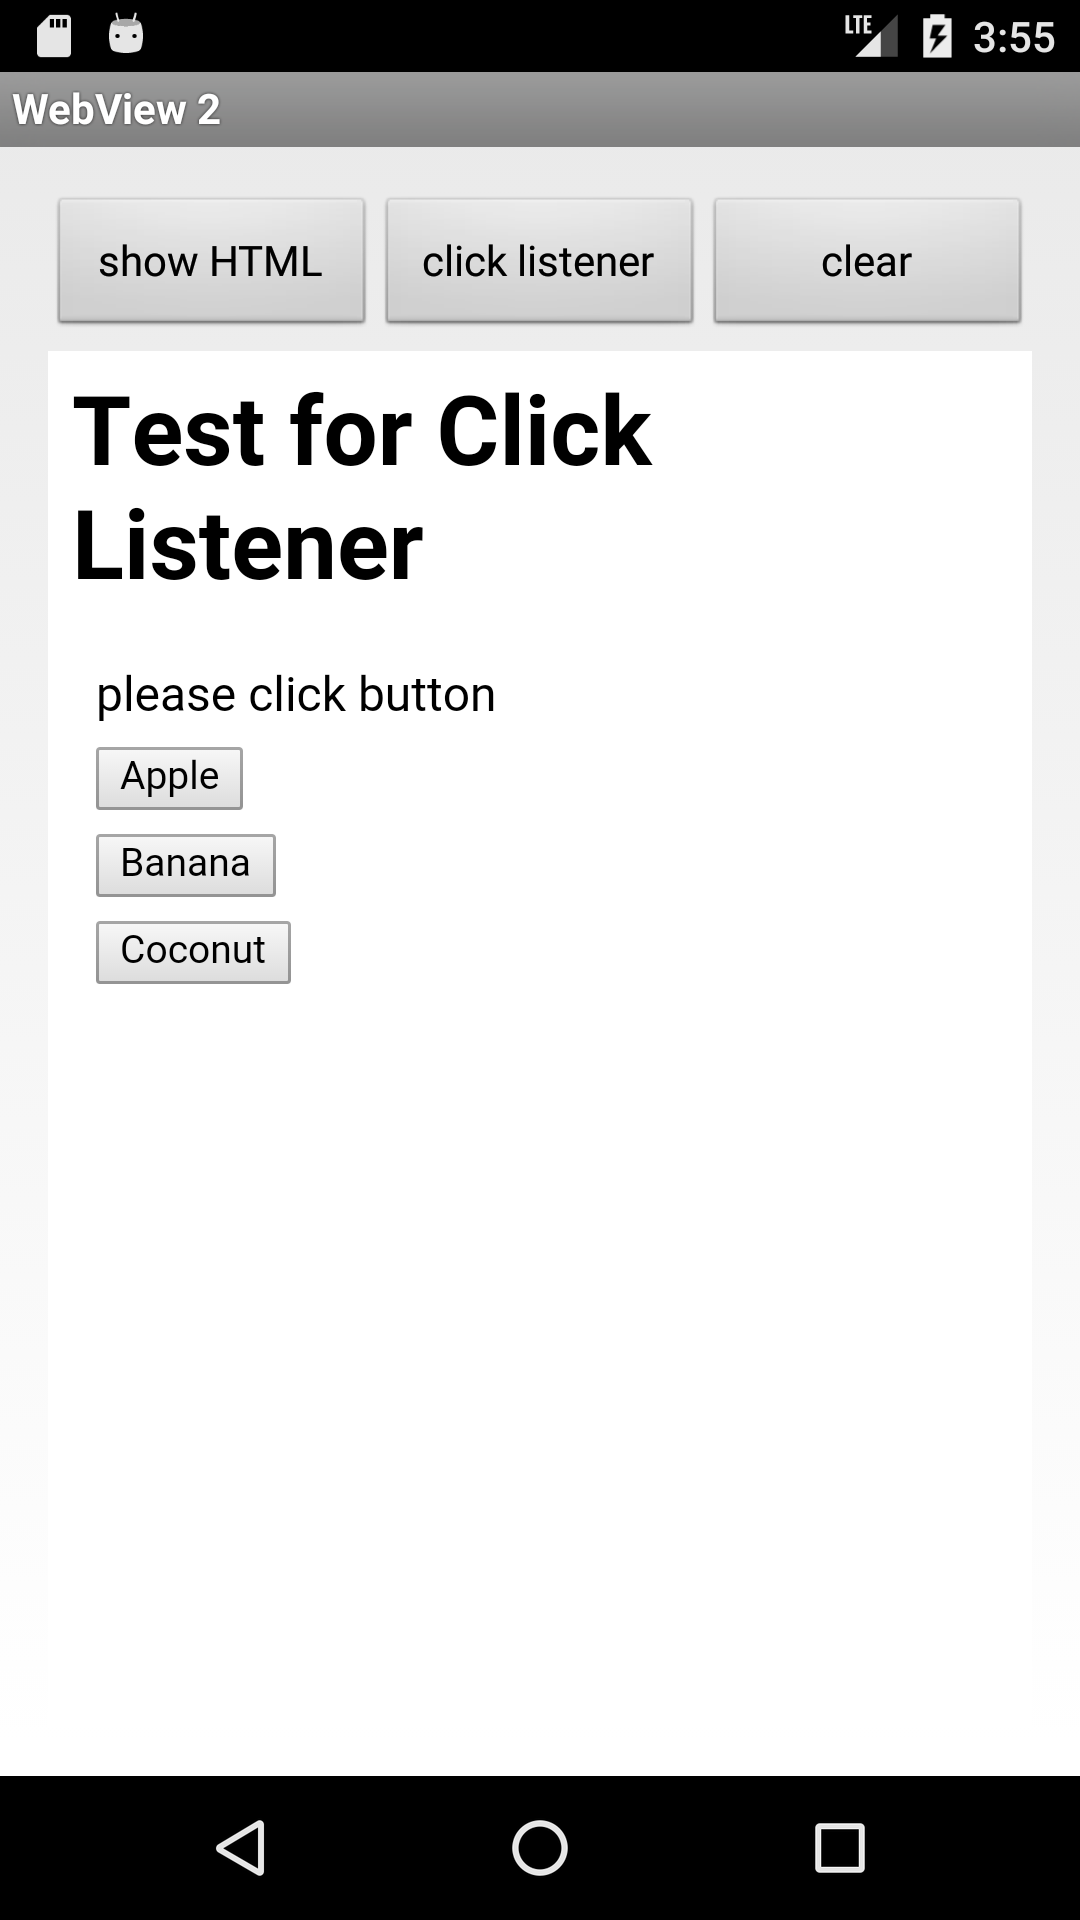 LTE 3:55
WebView 2
show HTML click listener clear
Test for Click
Listener
please click button
Apple
Banana
Coconut